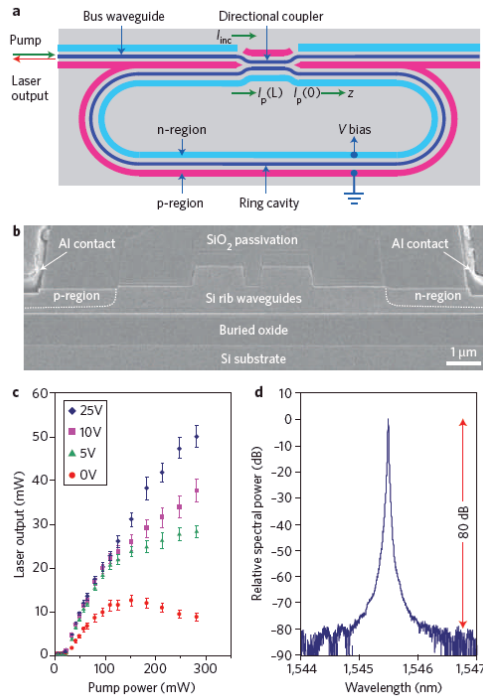 a
Bus waveguide
Directional coupler
Pump
I_inc
Laser output
I_p(L) I_p(0) z
n-region
V bias
p-region
Ring cavity
b
Al contact
SiO2 passivation
Al contact
p-region
Si rib waveguides
n-region
Buried oxide
Si substrate
1 μm
c
60
50
40
30
20
10
0
Laser output (mW)
25V
10V
5V
0V
0 100 200 300
Pump power (mW)
d
10
0
−10
−20
−30
−40
−50
−60
−70
−80
−90
Relative spectral power (dB)
80 dB
1,544 1,545 1,546 1,547
Wavelength (nm)